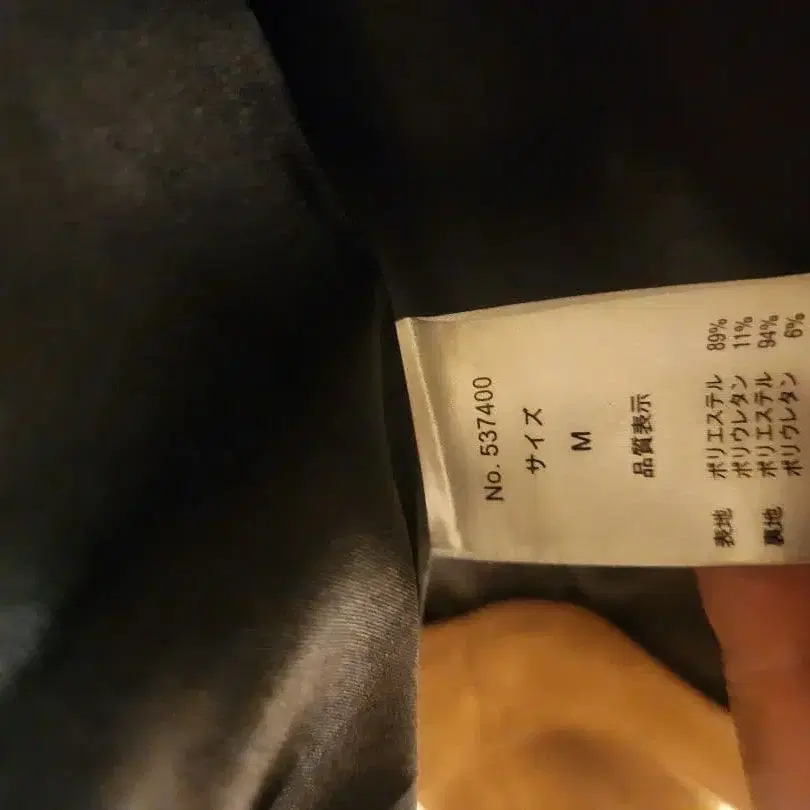 No. 537400
サイズ
M
品質表示
表地 ポリエステル 89%
ポリウレタン 11%
裏地 ポリエステル 94%
ポリウレタン 6%